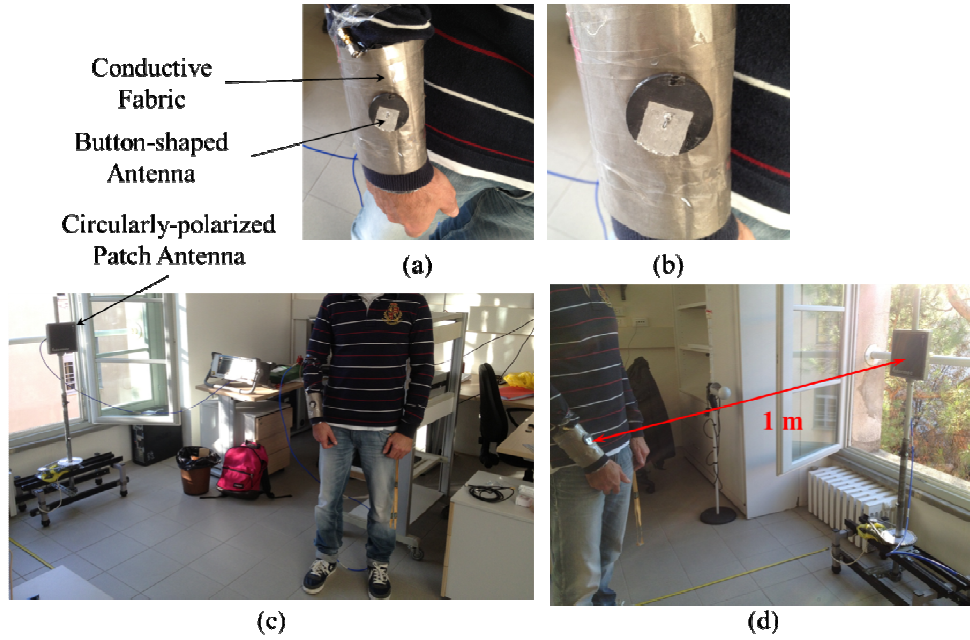 Conductive
Fabric
Button-shaped
Antenna
Circularly-polarized
Patch Antenna
(a)
(b)
1 m
(c)
(d)